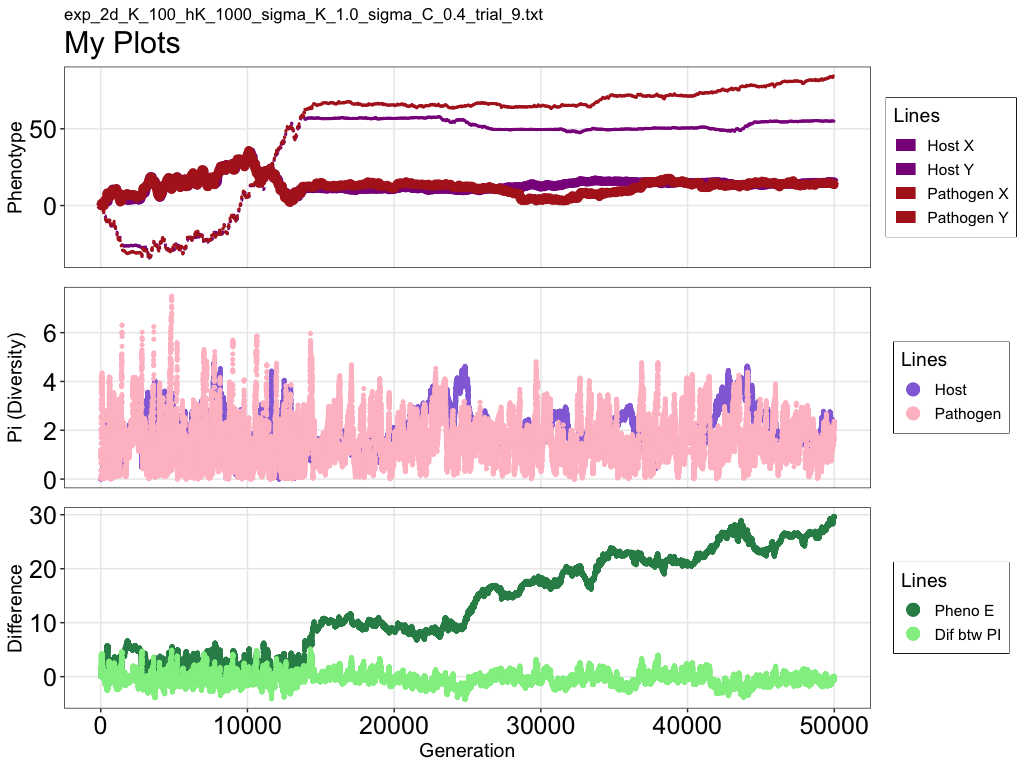 exp_2d_K_100_hK_1000_sigma_K_1.0_sigma_C_0.4_trial_9.txt
My Plots
Phenotype
50
0
Lines
Host X
Host Y
Pathogen X
Pathogen Y
Pi (Diversity)
6
4
2
0
Lines
Host
Pathogen
Difference
30
20
10
0
Lines
Pheno E
Dif btw PI
0 10000 20000 30000 40000 50000
Generation